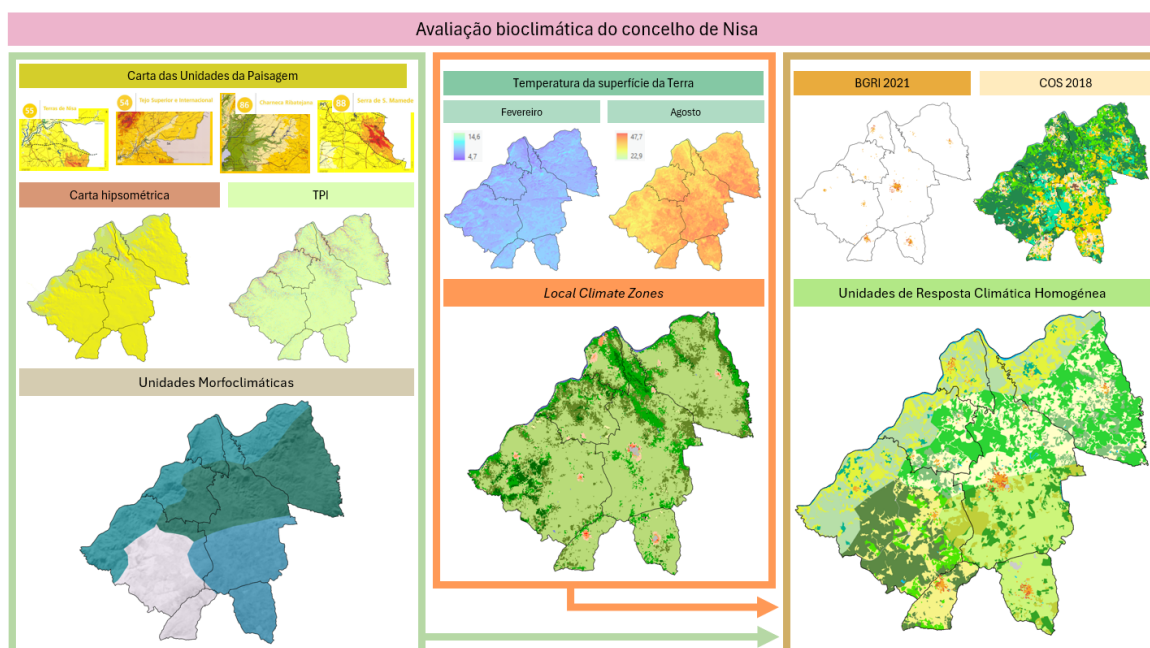 Avaliação bioclimática do concelho de Nisa
Carta das Unidades da Paisagem
55 Terras de Nisa
54 Tejo Superior e Internacional
86 Charneca Ribatejana
88 Serra de S. Mamede
Carta hipsométrica
TPI
Unidades Morfoclimáticas
Temperatura da superfície da Terra
Fevereiro
Agosto
14,6
4,7
47,7
22,9
Local Climate Zones
BGRI 2021
COS 2018
Unidades de Resposta Climática Homogénea